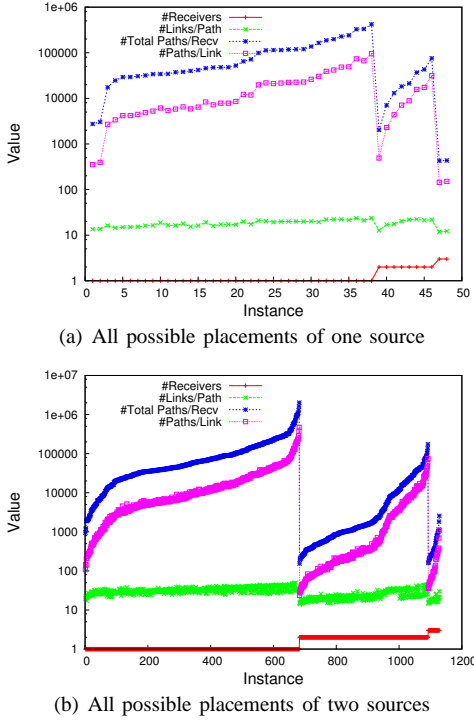 #Receivers
#Links/Path
#Total Paths/Recv
#Paths/Link
Value
1e+06
100000
10000
1000
100
10
1
0 5 10 15 20 25 30 35 40 45 50
Instance
(a) All possible placements of one source
#Receivers
#Links/Path
#Total Paths/Recv
#Paths/Link
Value
1e+07
1e+06
100000
10000
1000
100
10
1
0 200 400 600 800 1000 1200
Instance
(b) All possible placements of two sources